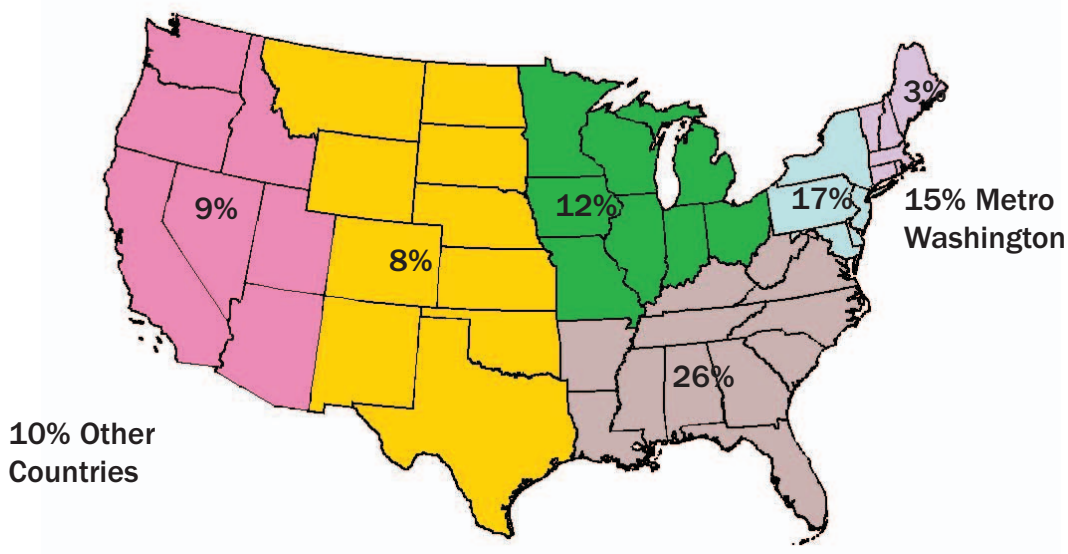 3%
9%
12%
17%
15% Metro
Washington
8%
26%
10% Other
Countries